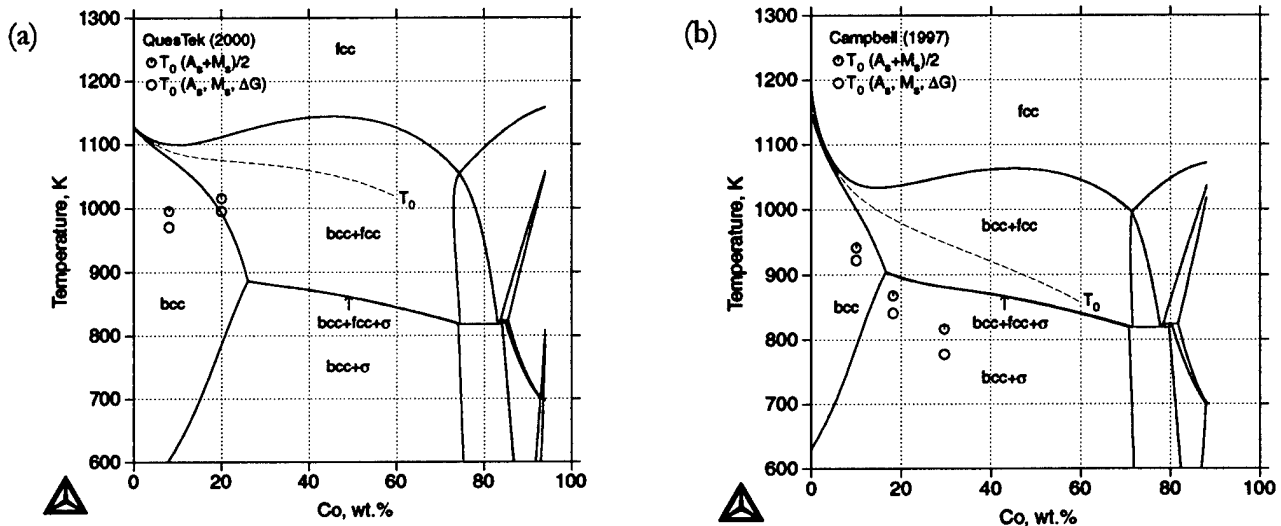 (a)
1300
1200
1100
1000
900
800
700
600
Temperature, K
QuesTek (2000)
T₀ (Aₛ+Mₛ)/2
T₀ (Aₛ, Mₛ, ΔG)
fcc
T₀
bcc+fcc
bcc
bcc+fcc+σ
bcc+σ
0 20 40 60 80 100
Co, wt.%
(b)
1300
1200
1100
1000
900
800
700
600
Temperature, K
Campbell (1997)
T₀ (Aₛ+Mₛ)/2
T₀ (Aₛ, Mₛ, ΔG)
fcc
bcc+fcc
T₀
bcc
bcc+fcc+σ
bcc+σ
0 20 40 60 80 100
Co, wt.%